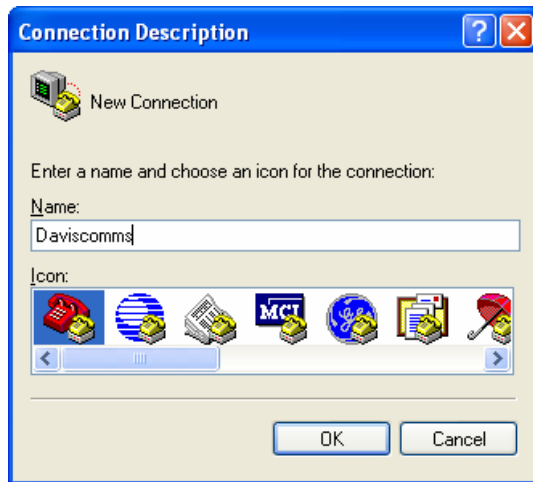 Connection Description
New Connection
Enter a name and choose an icon for the connection:
Name:
Daviscomms
Icon:
MCI
OK
Cancel